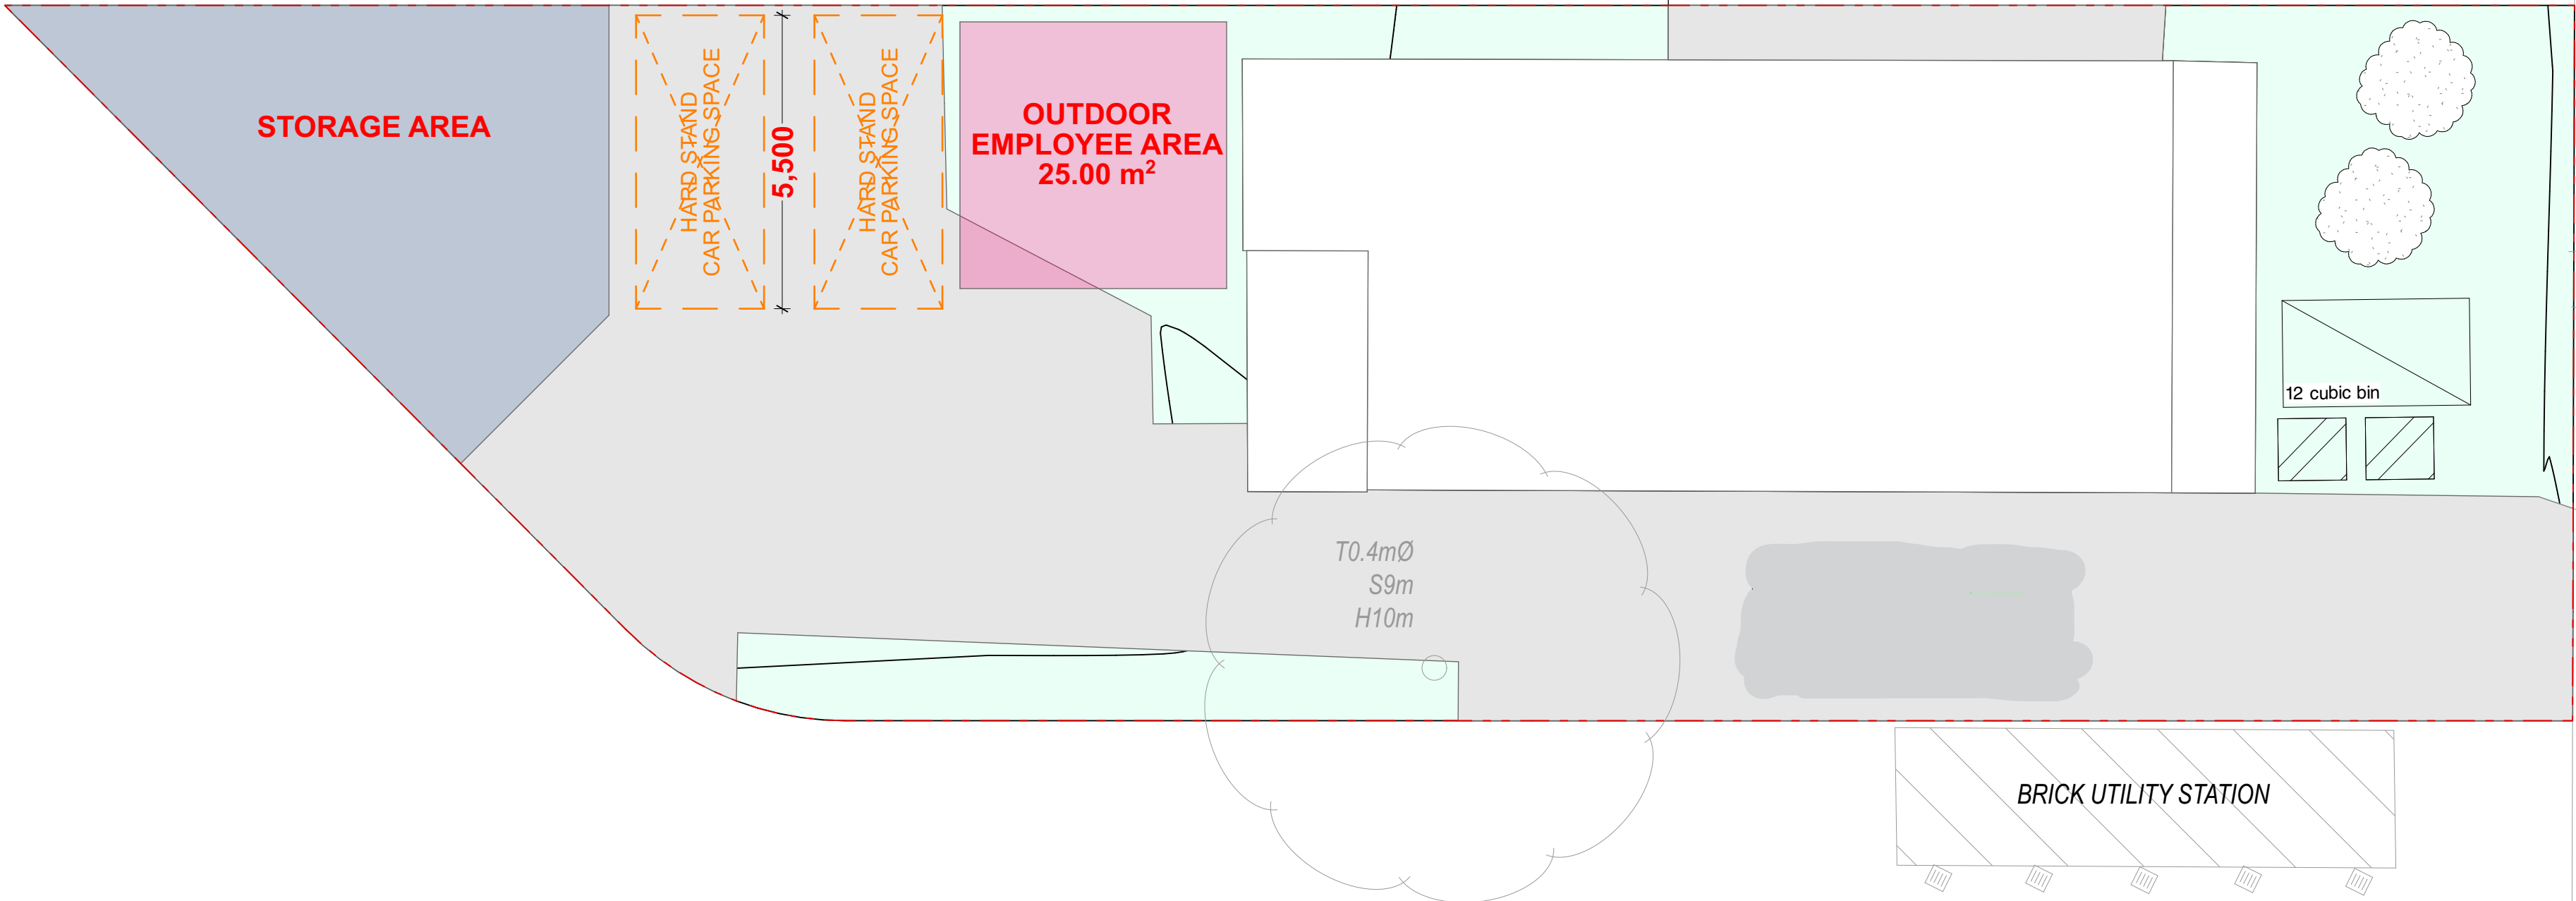 STORAGE AREA
HARD STAND
CAR PARKING SPACE
5,500
HARD STAND
CAR PARKING SPACE
OUTDOOR
EMPLOYEE AREA
25.00 m²
12 cubic bin
T0.4mØ
S9m
H10m
BRICK UTILITY STATION